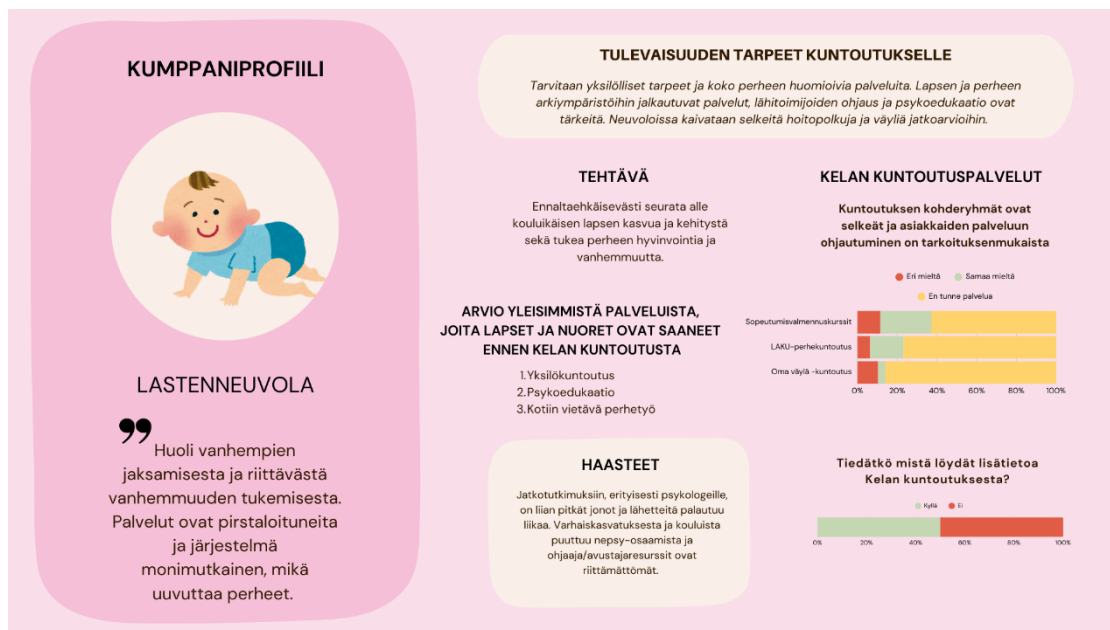 KUMPPANIPROFIILI
LASTENNEUVOLA
” Huoli vanhempien
jaksamisesta ja riittävästä
vanhemmuuden tukemisesta.
Palvelut ovat pirstaloituneita
ja järjestelmä
monimutkainen, mikä
uuvuttaa perheet.
TULEVAISUUDEN TARPEET KUNTOUTUKSELLE
Tarvitaan yksilölliset tarpeet ja koko perheen huomioivia palveluita. Lapsen ja perheen
arkiympäristöihin jalkautuvat palvelut, lähitoimijoiden ohjaus ja psykoedukaatio ovat
tärkeitä. Neuvoloissa kaivataan selkeitä hoitopolkuja ja väyliä jatkoarvioihin.
TEHTÄVÄ
Ennaltaehkäisevästi seurata alle
kouluikäisen lapsen kasvua ja kehitystä
sekä tukea perheen hyvinvointia ja
vanhemmuutta.
ARVIO YLEISIMMISTÄ PALVELUISTA,
JOITA LAPSET JA NUORET OVAT SAANEET
ENNEN KELAN KUNTOUTUSTA
1. Yksilökuntoutus
2. Psykoedukaatio
3. Kotiin vietävä perhetyö
HAASTEET
Jatkotutkimuksiin, erityisesti psykologeille,
on liian pitkät jonot ja lähetteitä palautuu
liikaa. Varhaiskasvatuksesta ja kouluista
puuttuu nepsy-osaamista ja
ohjaaja/avustajaresurssit ovat
riittämättömät.
KELAN KUNTOUTUSPALVELUT
Kuntoutuksen kohderyhmät ovat
selkeät ja asiakkaiden palveluun
ohjautuminen on tarkoituksenmukaista
Eri mieltä Samaa mieltä
En tunne palvelua
Sopeutumisvalmennuskurssit
LAKU-perhekuntoutus
Oma väylä -kuntoutus
0% 20% 40% 60% 80% 100%
Tiedätkö mistä löydät lisätietoa
Kelan kuntoutuksesta?
Kyllä Ei
0% 20% 40% 60% 80% 100%